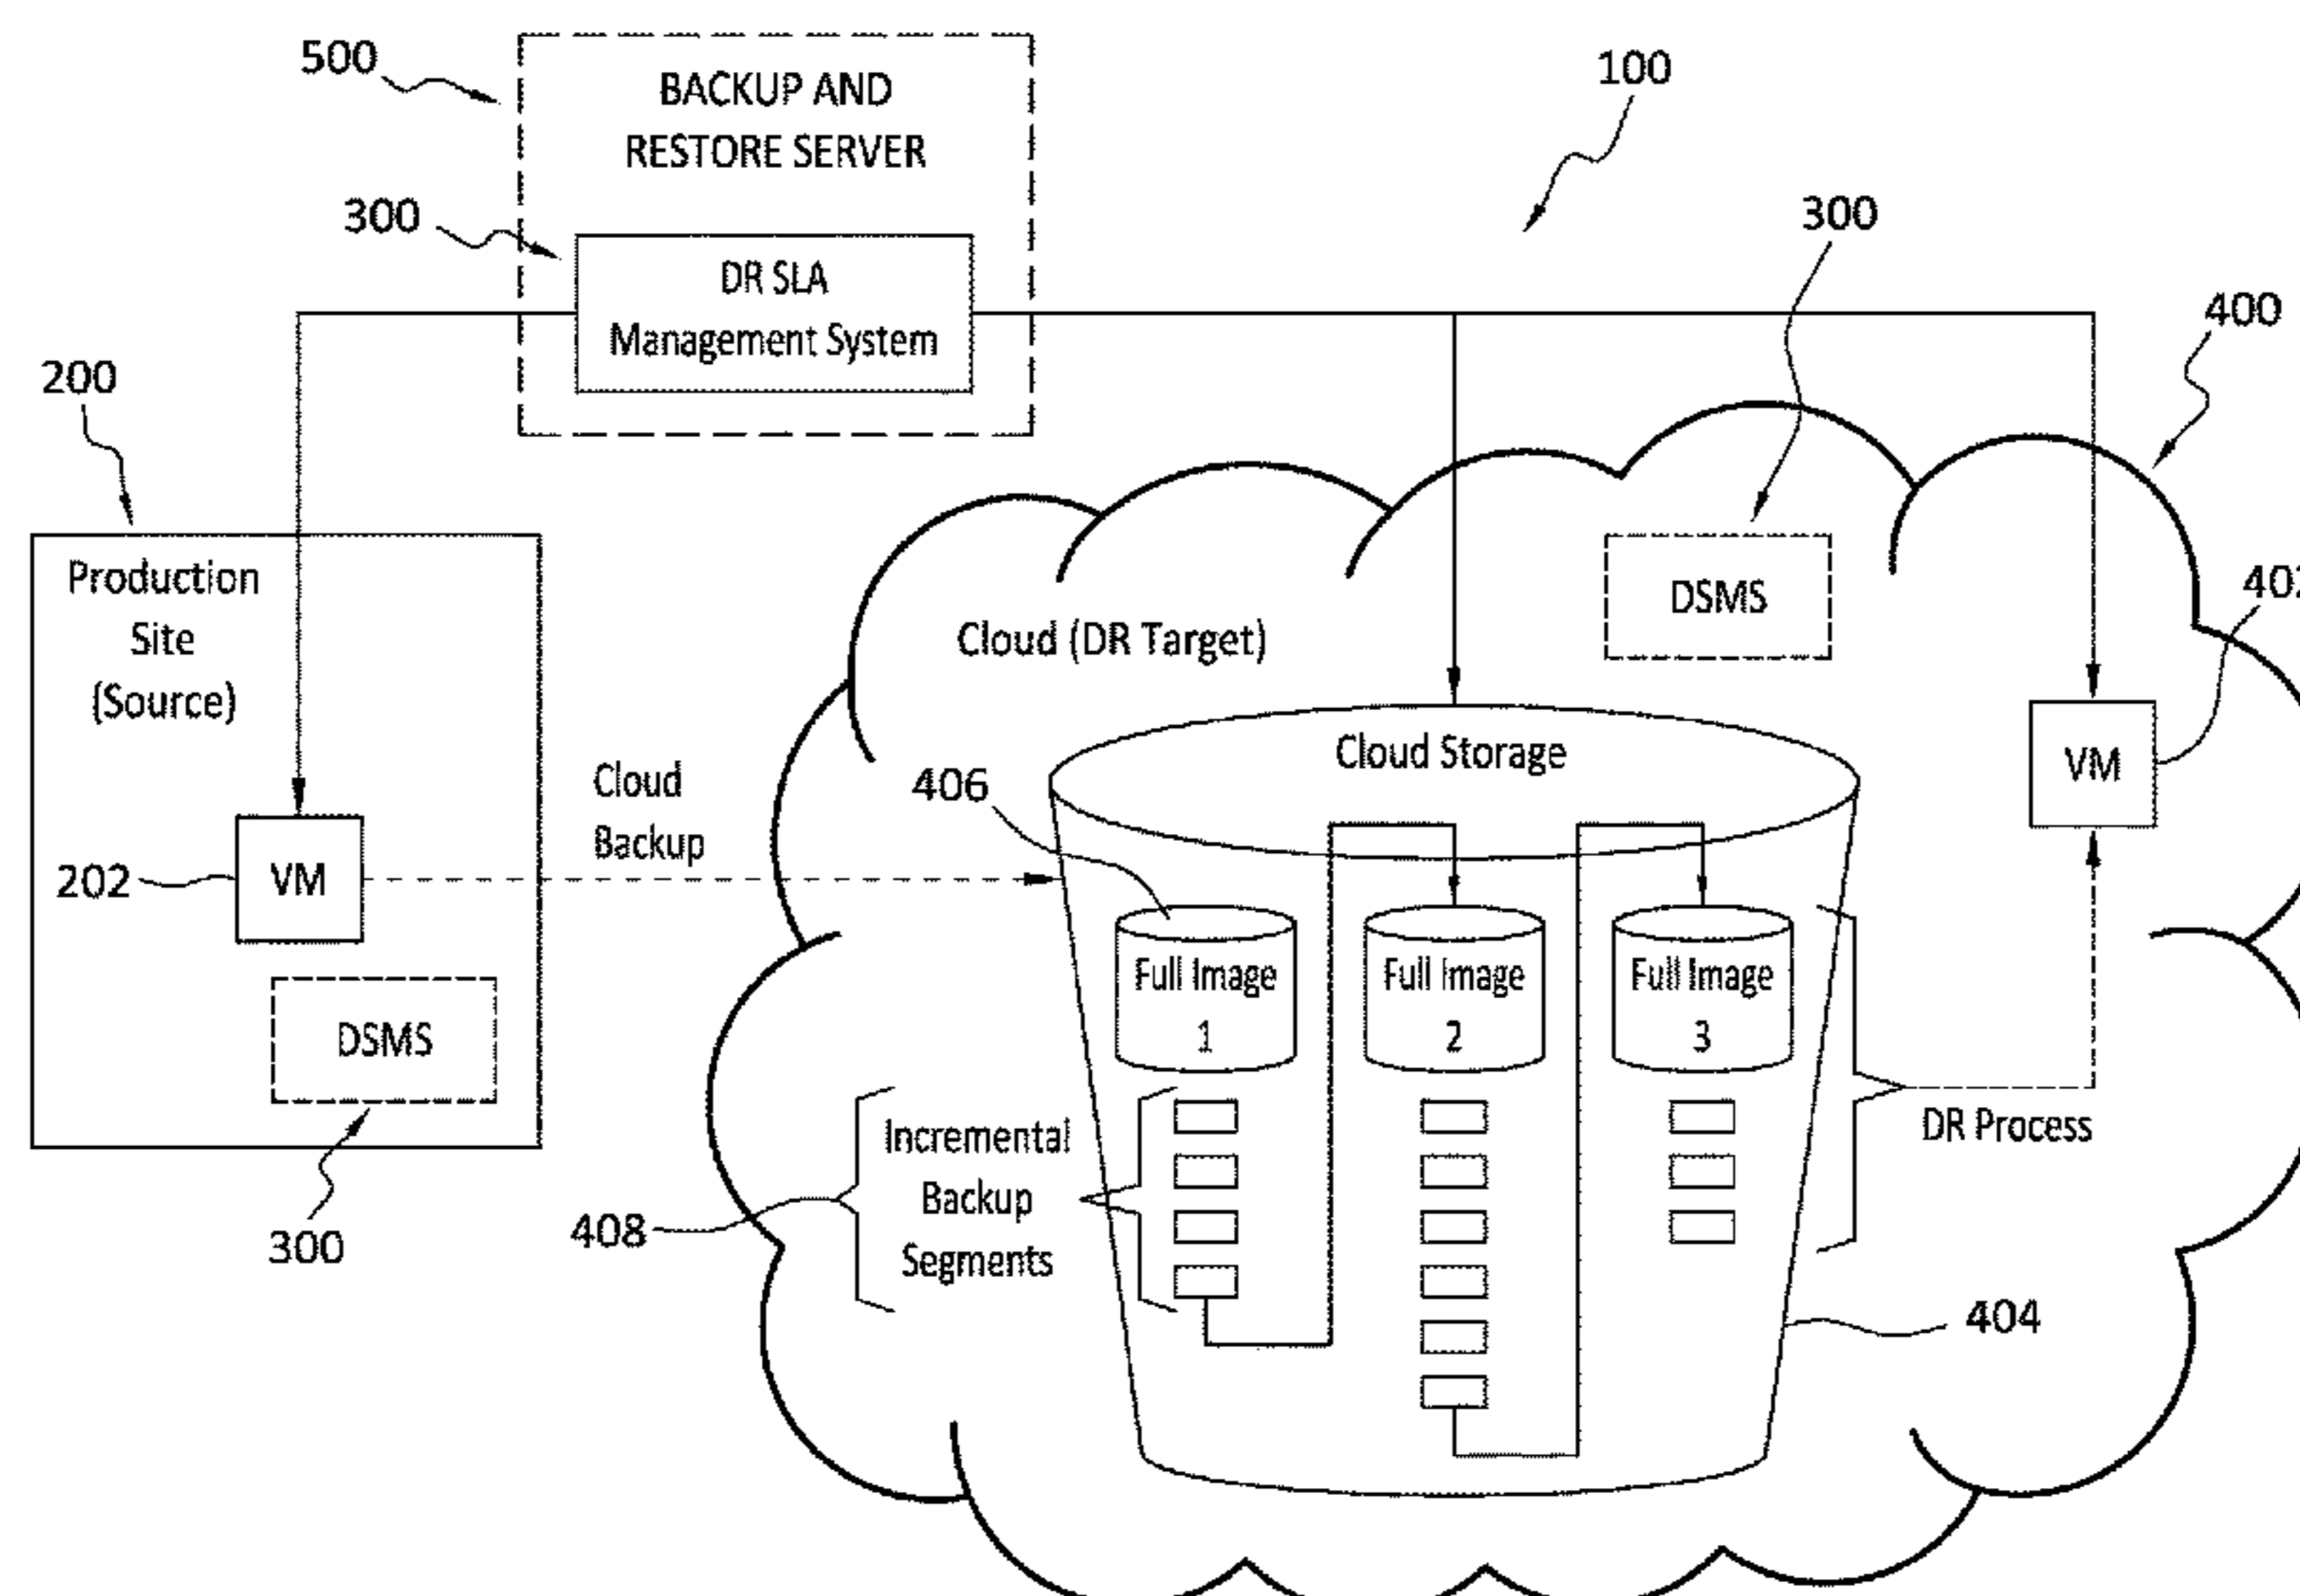 500
BACKUP AND
RESTORE SERVER
100
300
DR SLA
Management System
300
400
200
Production
Site
(Source)
DSMS
Cloud (DR Target)
Cloud Storage
VM
Cloud
Backup
406
202
VM
Full Image
1
Full Image
2
Full Image
3
DSMS
300
408
Incremental
Backup
Segments
DR Process
404